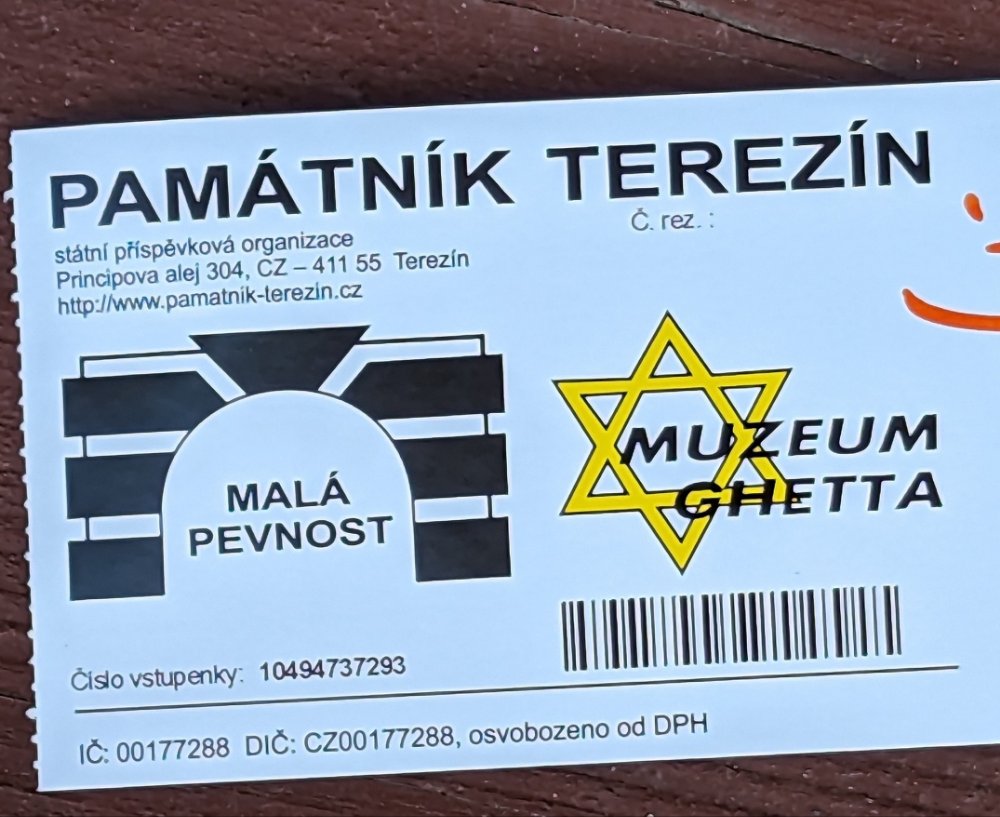 PAMÁTNÍK TEREZÍN
Č. rez. :
státní příspěvková organizace
Principova alej 304, CZ – 411 55 Terezín
http://www.pamatnik-terezin.cz
MALÁ
PEVNOST
MUZEUM
GHETTA
Číslo vstupenky: 10494737293
IČ: 00177288 DIČ: CZ00177288, osvobozeno od DPH